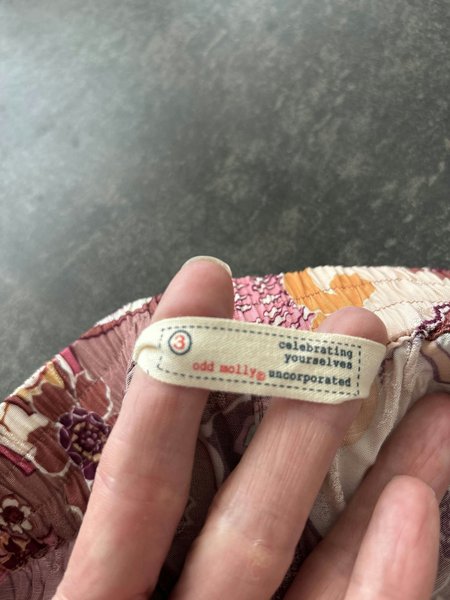 3
celebrating
yourselves
odd molly® uncorporated